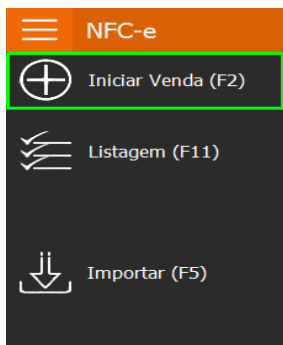 NFC-e
Iniciar Venda (F2)
Listagem (F11)
Importar (F5)